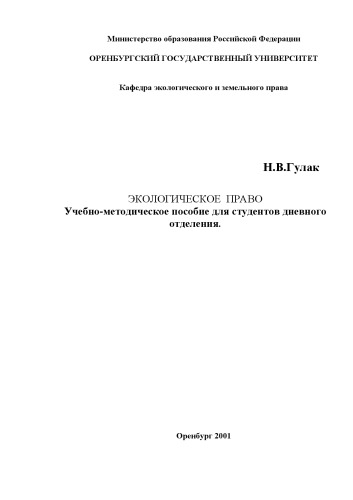 Министерство образования Российской Федерации
ОРЕНБУРГСКИЙ ГОСУДАРСТВЕННЫЙ УНИВЕРСИТЕТ
Кафедра экологического и земельного права
Н.В.Гулак
ЭКОЛОГИЧЕСКОЕ ПРАВО
Учебно-методическое пособие для студентов дневного
отделения.
Оренбург 2001